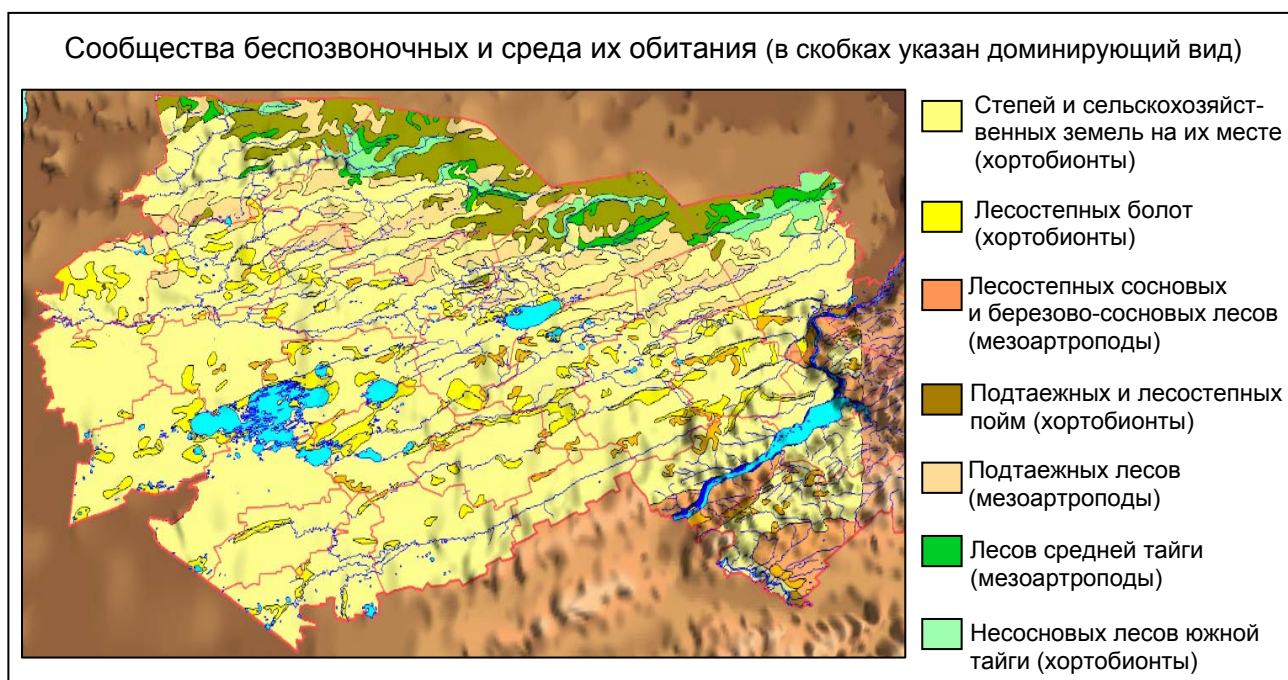 Сообщества беспозвоночных и среда их обитания (в скобках указан доминирующий вид)
Степей и сельскохозяйст-
венных земель на их месте
(хортобионты)
Лесостепных болот
(хортобионты)
Лесостепных сосновых
и березово-сосновых лесов
(мезоартроподы)
Подтаежных и лесостепных
пойм (хортобионты)
Подтаежных лесов
(мезоартроподы)
Лесов средней тайги
(мезоартроподы)
Несосновых лесов южной
тайги (хортобионты)